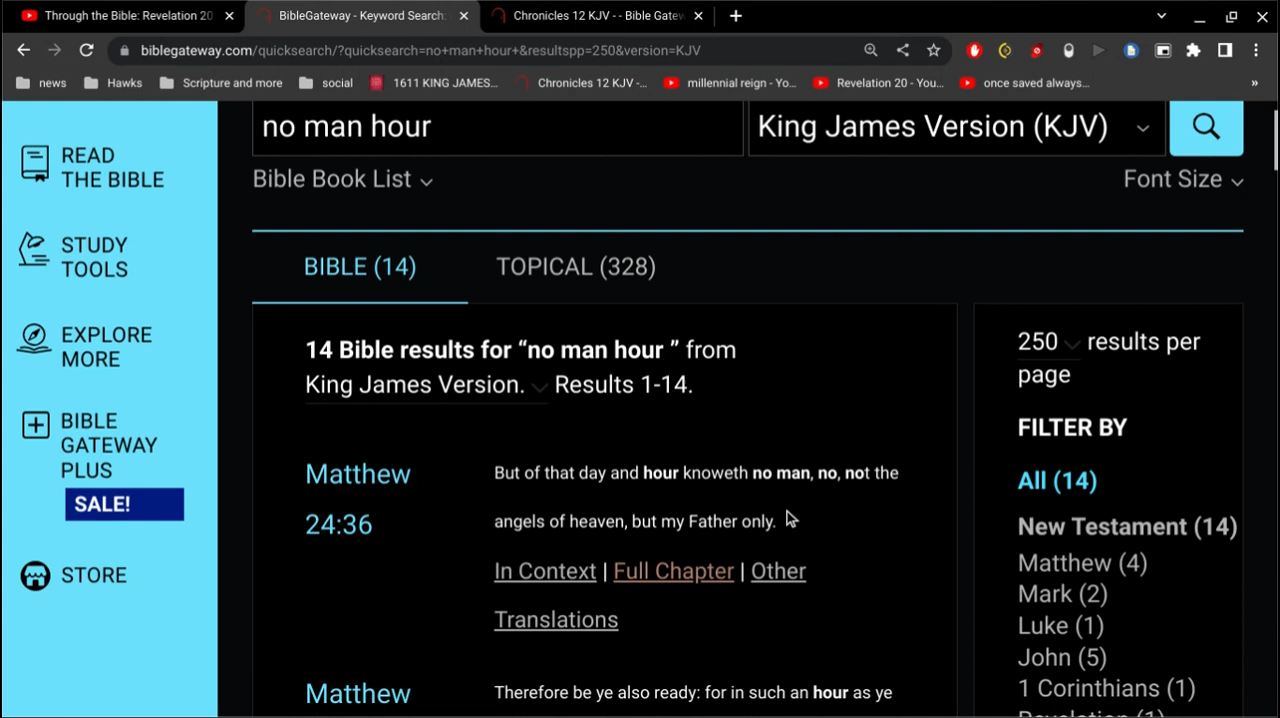 Through the Bible: Revelation 20
BibleGateway - Keyword Search:
Chronicles 12 KJV - - Bible Gatew
biblegateway.com/quicksearch/?quicksearch=no+man+hour+&resultspp=250&version=KJV
news
Hawks
Scripture and more
social
1611 KING JAMES...
Chronicles 12 KJV -...
millennial reign - Yo...
Revelation 20 - You...
once saved always...
»
no man hour
King James Version (KJV)
Bible Book List
Font Size
READ
THE BIBLE
STUDY
TOOLS
EXPLORE
MORE
BIBLE
GATEWAY
PLUS
SALE!
STORE
BIBLE (14)
TOPICAL (328)
14 Bible results for “no man hour ” from
King James Version. Results 1-14.
Matthew
24:36
But of that day and hour knoweth no man, no, not the
angels of heaven, but my Father only.
In Context | Full Chapter | Other
Translations
Matthew
Therefore be ye also ready: for in such an hour as ye
250 results per
page
FILTER BY
All (14)
New Testament (14)
Matthew (4)
Mark (2)
Luke (1)
John (5)
1 Corinthians (1)
Revelation (1)